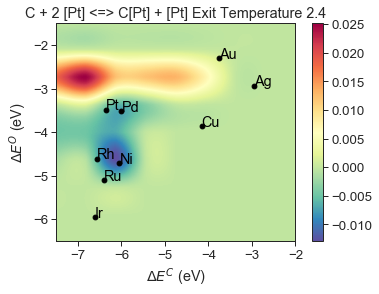 C + 2 [Pt] <=> C[Pt] + [Pt] Exit Temperature 2.4
0.025
−2
Au
0.020
Ag
−3
0.015
Pt
Pd
0.010
−4
Cu
0.005
Rh
Ni
0.000
−5
Ru
−0.005
−6
Ir
−0.010
−7
−6
−5
−4
−3
−2
ΔE^O (eV)
ΔE^C (eV)